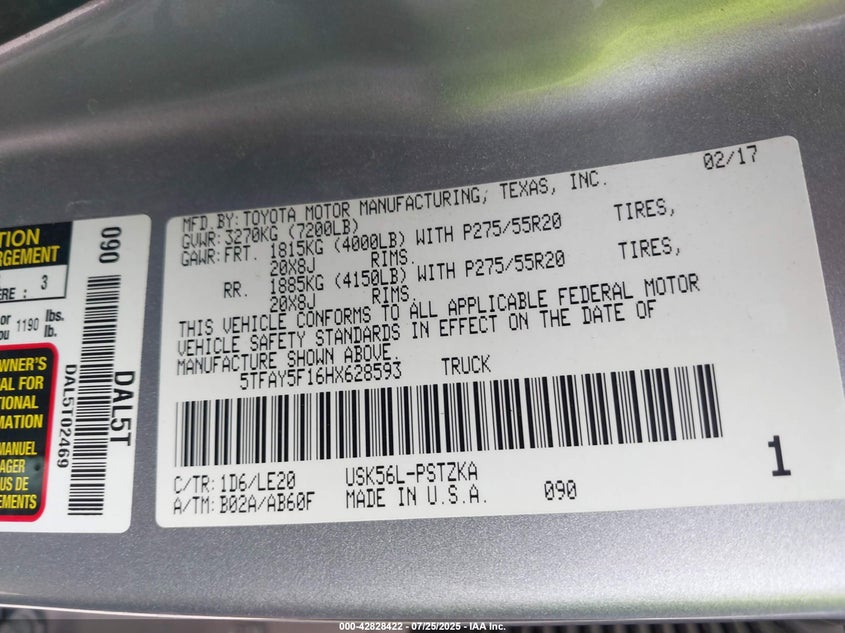 TION
RGEMENT
3
ERE :
or 1190 lbs.
ou lb.
OWNER'S
UAL FOR
TIONAL
RMATION
MANUEL
AGER
US DE
EMENTS
090
DAL5T02469
DAL5T
02/17
MFD.BY:TOYOTA MOTOR MANUFACTURING, TEXAS, INC.
GVWR:3270KG (7200LB)
GAWR:FRT. 1815KG (4000LB) WITH P275/55R20 TIRES,
20X8J RIMS.
RR. 1885KG (4150LB) WITH P275/55R20 TIRES,
20X8J RIMS.
THIS VEHICLE CONFORMS TO ALL APPLICABLE FEDERAL MOTOR
VEHICLE SAFETY STANDARDS IN EFFECT ON THE DATE OF
MANUFACTURE SHOWN ABOVE.
5TFAY5F16HX628593 TRUCK
C/TR:1D6/LE20 USK56L-PSTZKA
A/TM:B02A/AB60F MADE IN U.S.A. 090
1
000-42828422 - 07/25/2025 - IAA Inc.